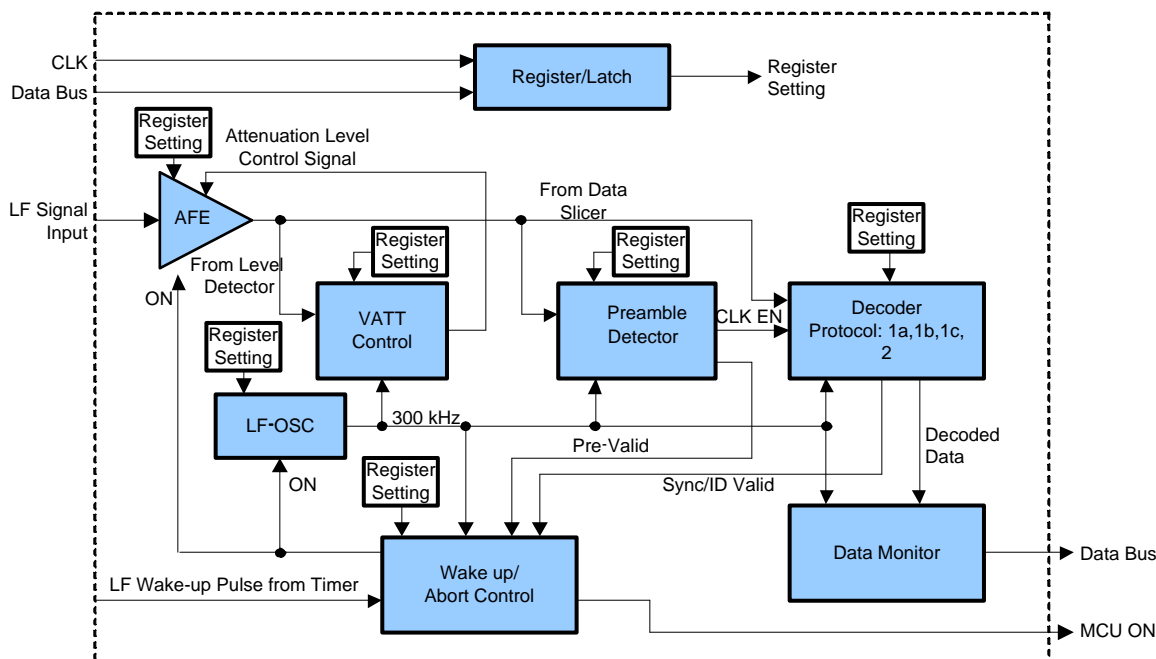 CLK
Data Bus
Register/Latch
Register
Setting
Register
Setting
Attenuation Level
Control Signal
LF Signal
Input
AFE
From Data
Slicer
Register
Setting
Register
Setting
Register
Setting
From Level
Detector
ON
VATT
Control
Preamble
Detector
CLK EN
Decoder
Protocol: 1a,1b,1c,
2
Register
Setting
LF-OSC
300 kHz
Pre-Valid
Decoded
Data
ON
Register
Setting
Sync/ID Valid
Wake up/
Abort Control
Data Monitor
Data Bus
LF Wake-up Pulse from Timer
MCU ON